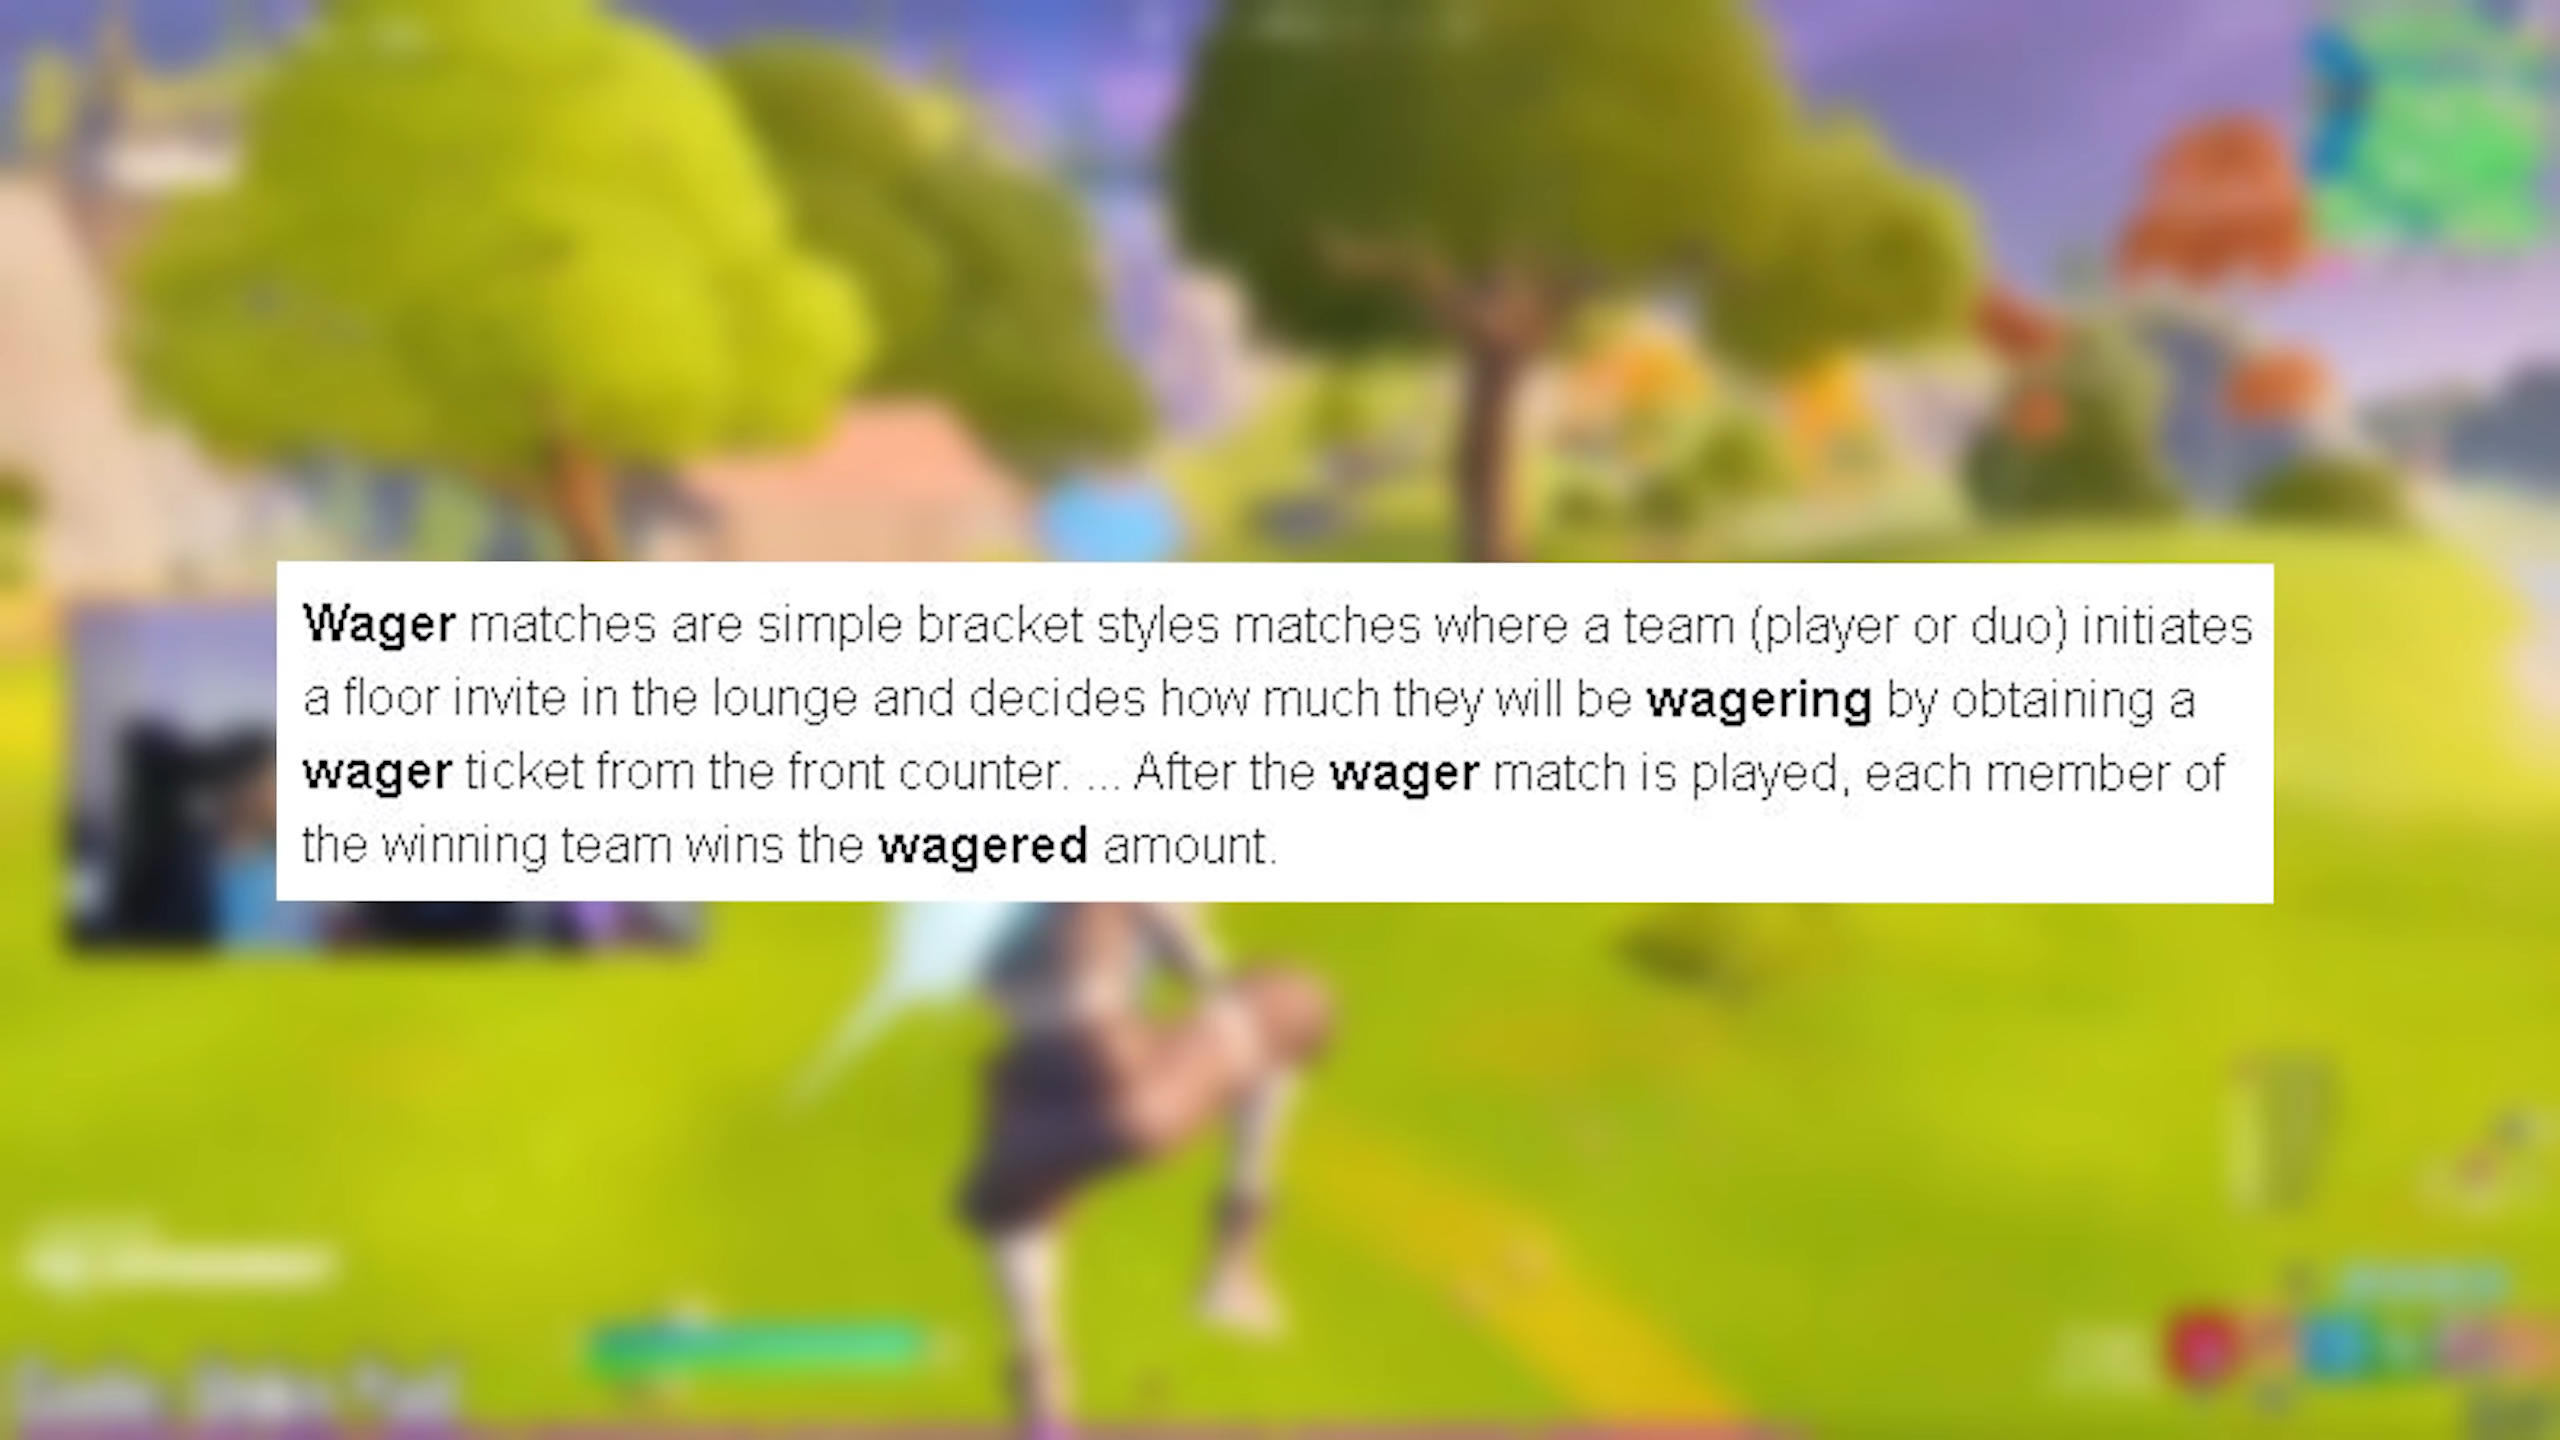 Wager matches are simple bracket styles matches where a team (player or duo) initiates
a floor invite in the lounge and decides how much they will be wagering by obtaining a
wager ticket from the front counter. ... After the wager match is played, each member of
the winning team wins the wagered amount.